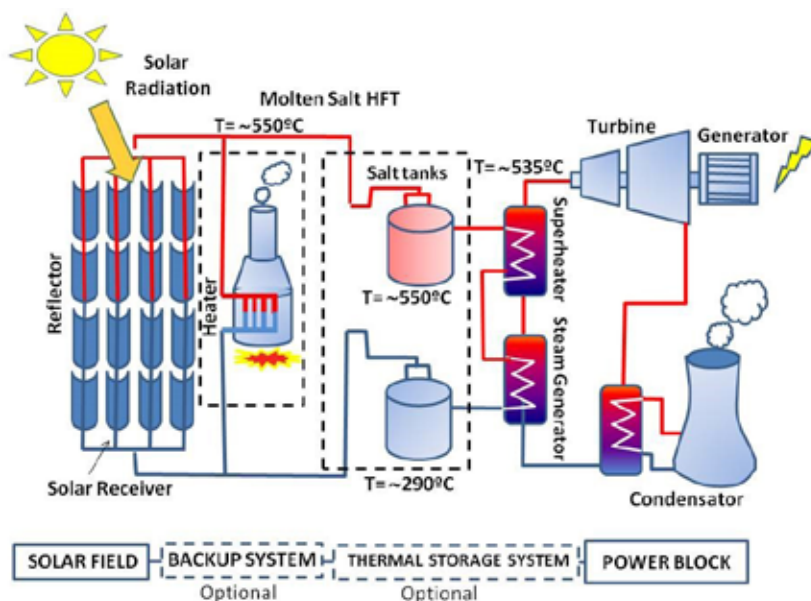 Solar
Radiation
Molten Salt HFT
T= ~550ºC
Turbine
Generator
Salt tanks
T= ~535ºC
Reflector
Heater
Superheater
T= ~550ºC
Steam Generator
Solar Receiver
T= ~290ºC
Condensator
SOLAR FIELD
BACKUP SYSTEM
THERMAL STORAGE SYSTEM
POWER BLOCK
Optional
Optional